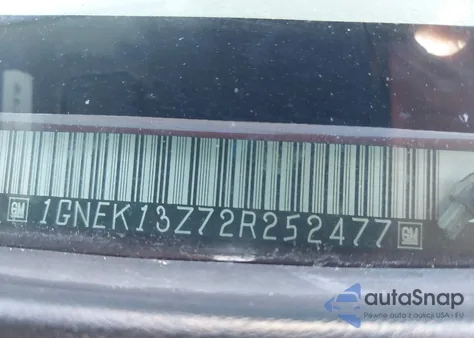 GM 1GNEK13Z72R252477 GM
autoSnap
Pewne auta z aukcji USA i EU